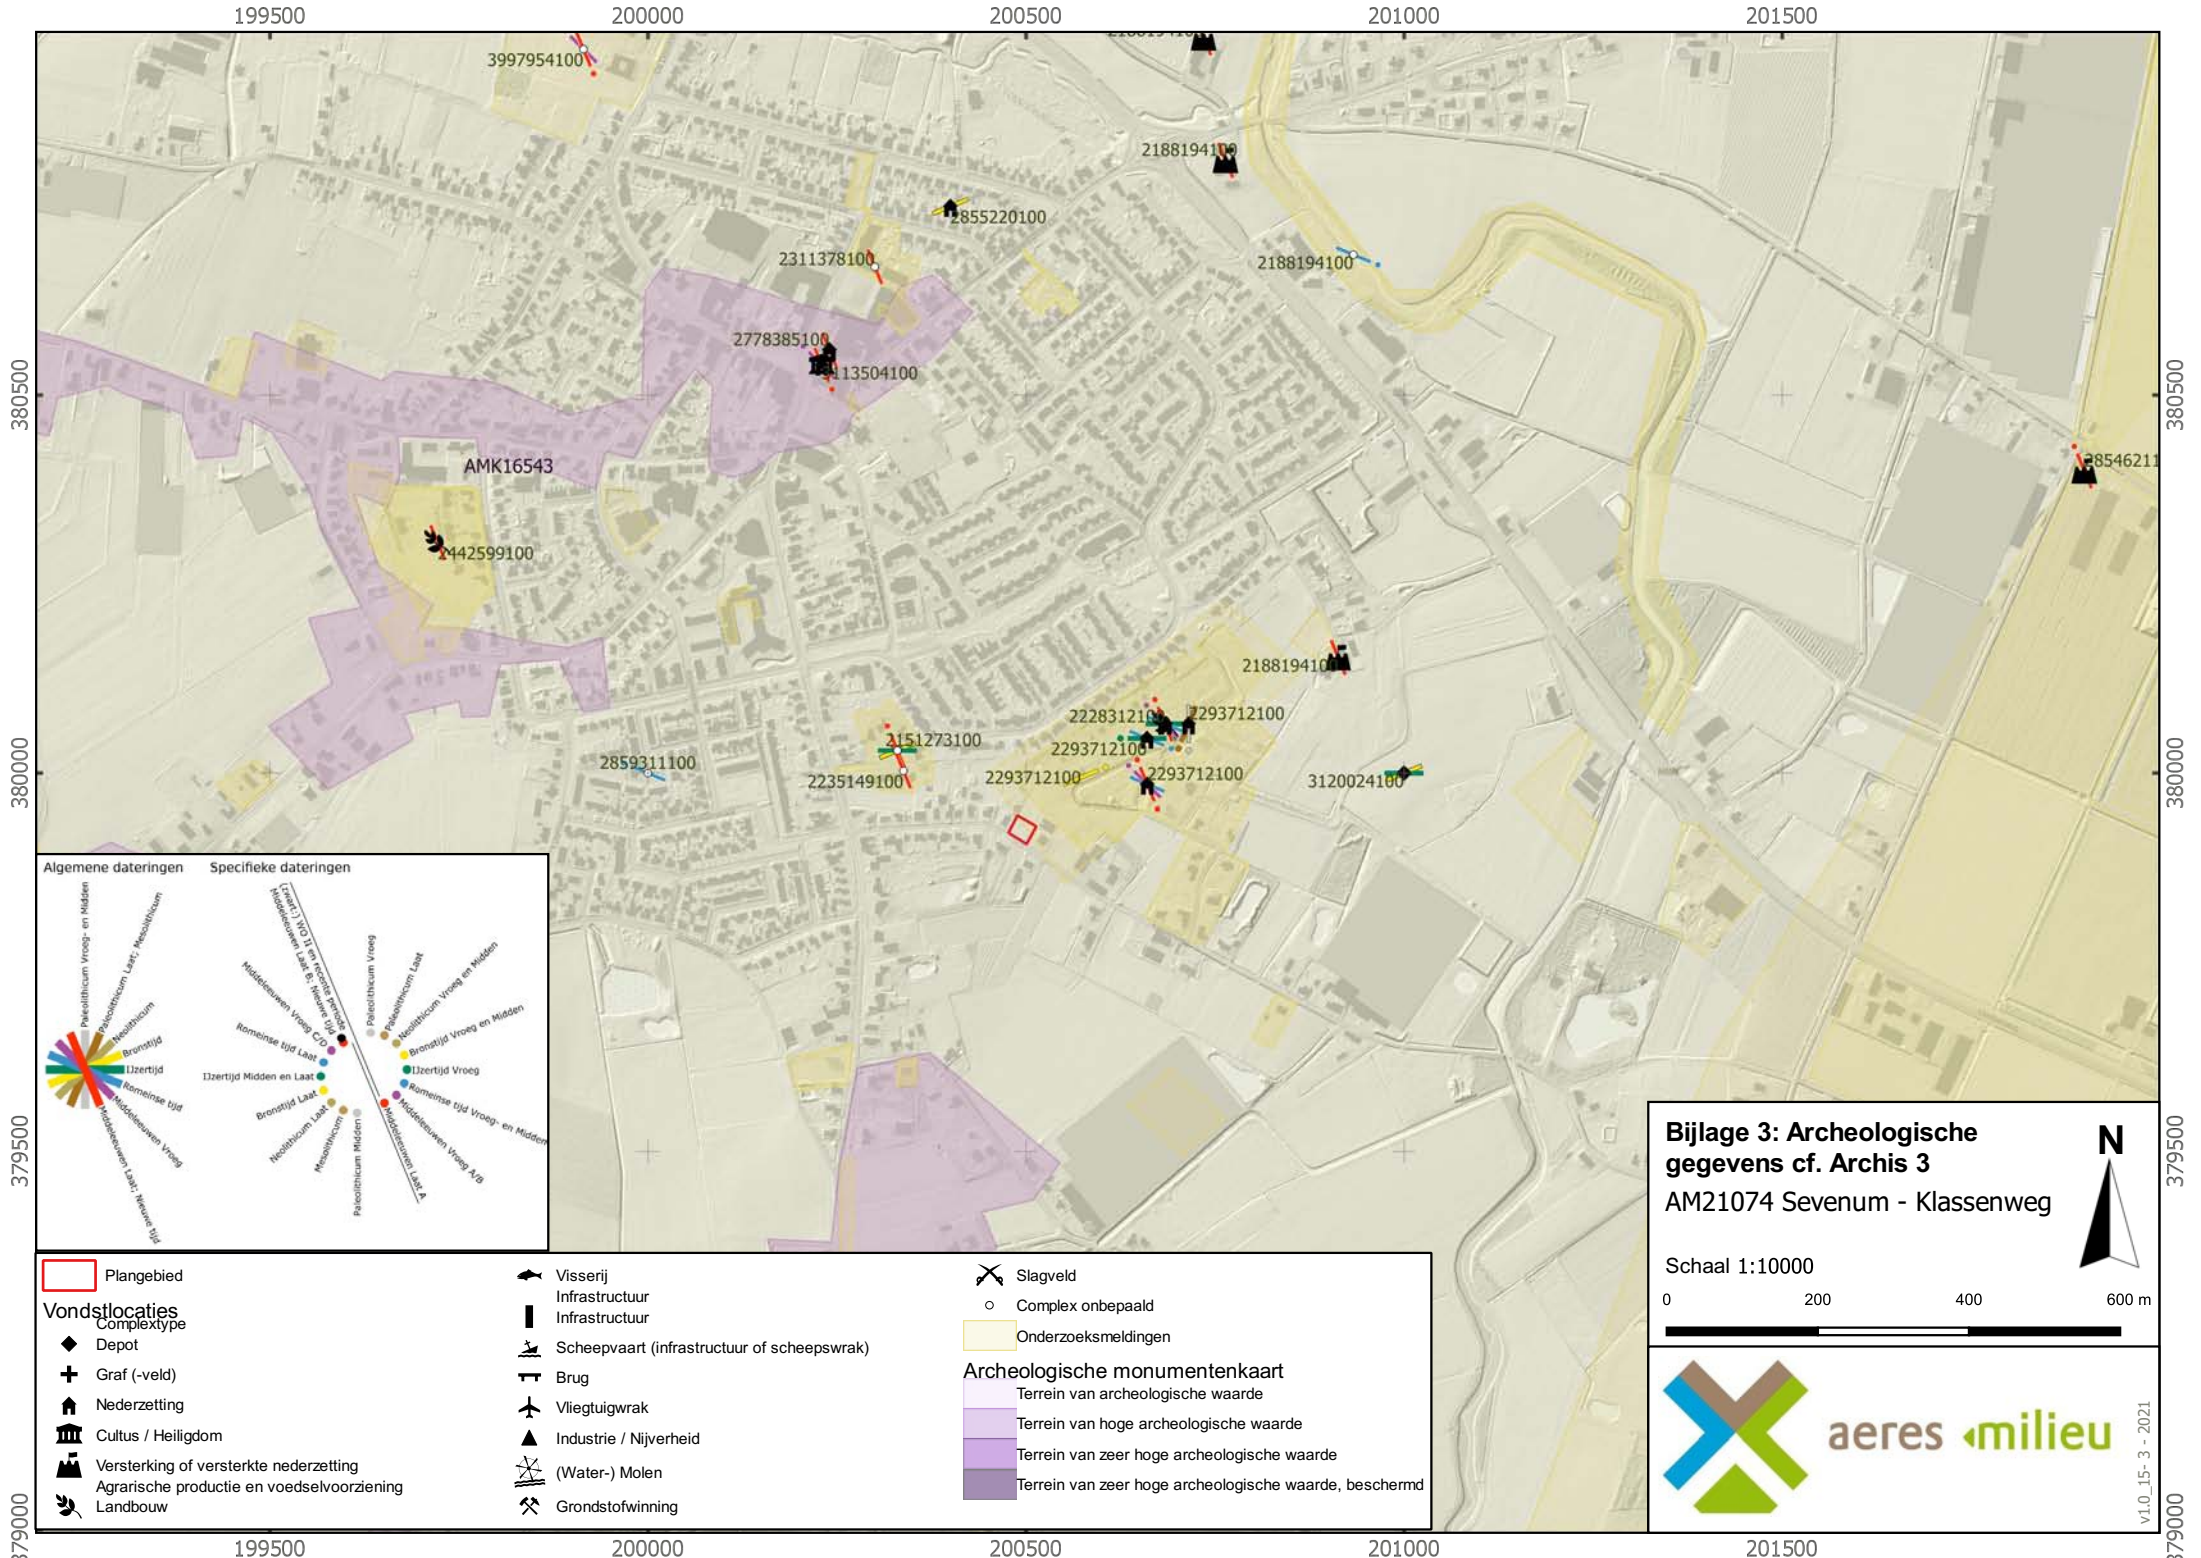 199500
200000
200500
201000
201500
3997954100
2188194100
2855220100
2311378100
2188194100
2778385100
113504100
380500
380500
AMK16543
28546211
2442599100
2188194100
2228312100
2293712100
2151273100
2293712100
2859311100
2235149100
2293712100
2293712100
3120024100
380000
380000
Algemene dateringen
Specifieke dateringen
Paleolithicum Vroeg- en Midden
Paleolithicum Laat; Mesolithicum
Neolithicum
Bronstijd
IJzertijd
Romeinse tijd
Middeleeuwen Vroeg
Middeleeuwen Laat; Nieuwe tijd
(zwart:) WO II en recente periode
Middeleeuwen Laat B; Nieuwe tijd
Middeleeuwen Vroeg C/D
Romeinse tijd Laat
IJzertijd Midden en Laat
Bronstijd Laat
Neolithicum Laat
Mesolithicum
Paleolithicum Midden
Paleolithicum Vroeg
Paleolithicum Laat
Neolithicum Vroeg en Midden
Bronstijd Vroeg en Midden
IJzertijd Vroeg
Romeinse tijd Vroeg- en Midden
Middeleeuwen Vroeg A/B
Middeleeuwen Laat A
379500
379500
Plangebied
Vondstlocaties
Complextype
Depot
Graf (-veld)
Nederzetting
Cultus / Heiligdom
Versterking of versterkte nederzetting
Agrarische productie en voedselvoorziening
Landbouw
Visserij
Infrastructuur
Infrastructuur
Scheepvaart (infrastructuur of scheepswrak)
Brug
Vliegtuigwrak
Industrie / Nijverheid
(Water-) Molen
Grondstofwinning
Slagveld
Complex onbepaald
Onderzoeksmeldingen
Archeologische monumentenkaart
Terrein van archeologische waarde
Terrein van hoge archeologische waarde
Terrein van zeer hoge archeologische waarde
Terrein van zeer hoge archeologische waarde, beschermd
Bijlage 3: Archeologische
gegevens cf. Archis 3
AM21074 Sevenum - Klassenweg
N
Schaal 1:10000
0 200 400 600 m
aeres milieu
v1.0_15- 3 - 2021
379000
379000
199500
200000
200500
201000
201500